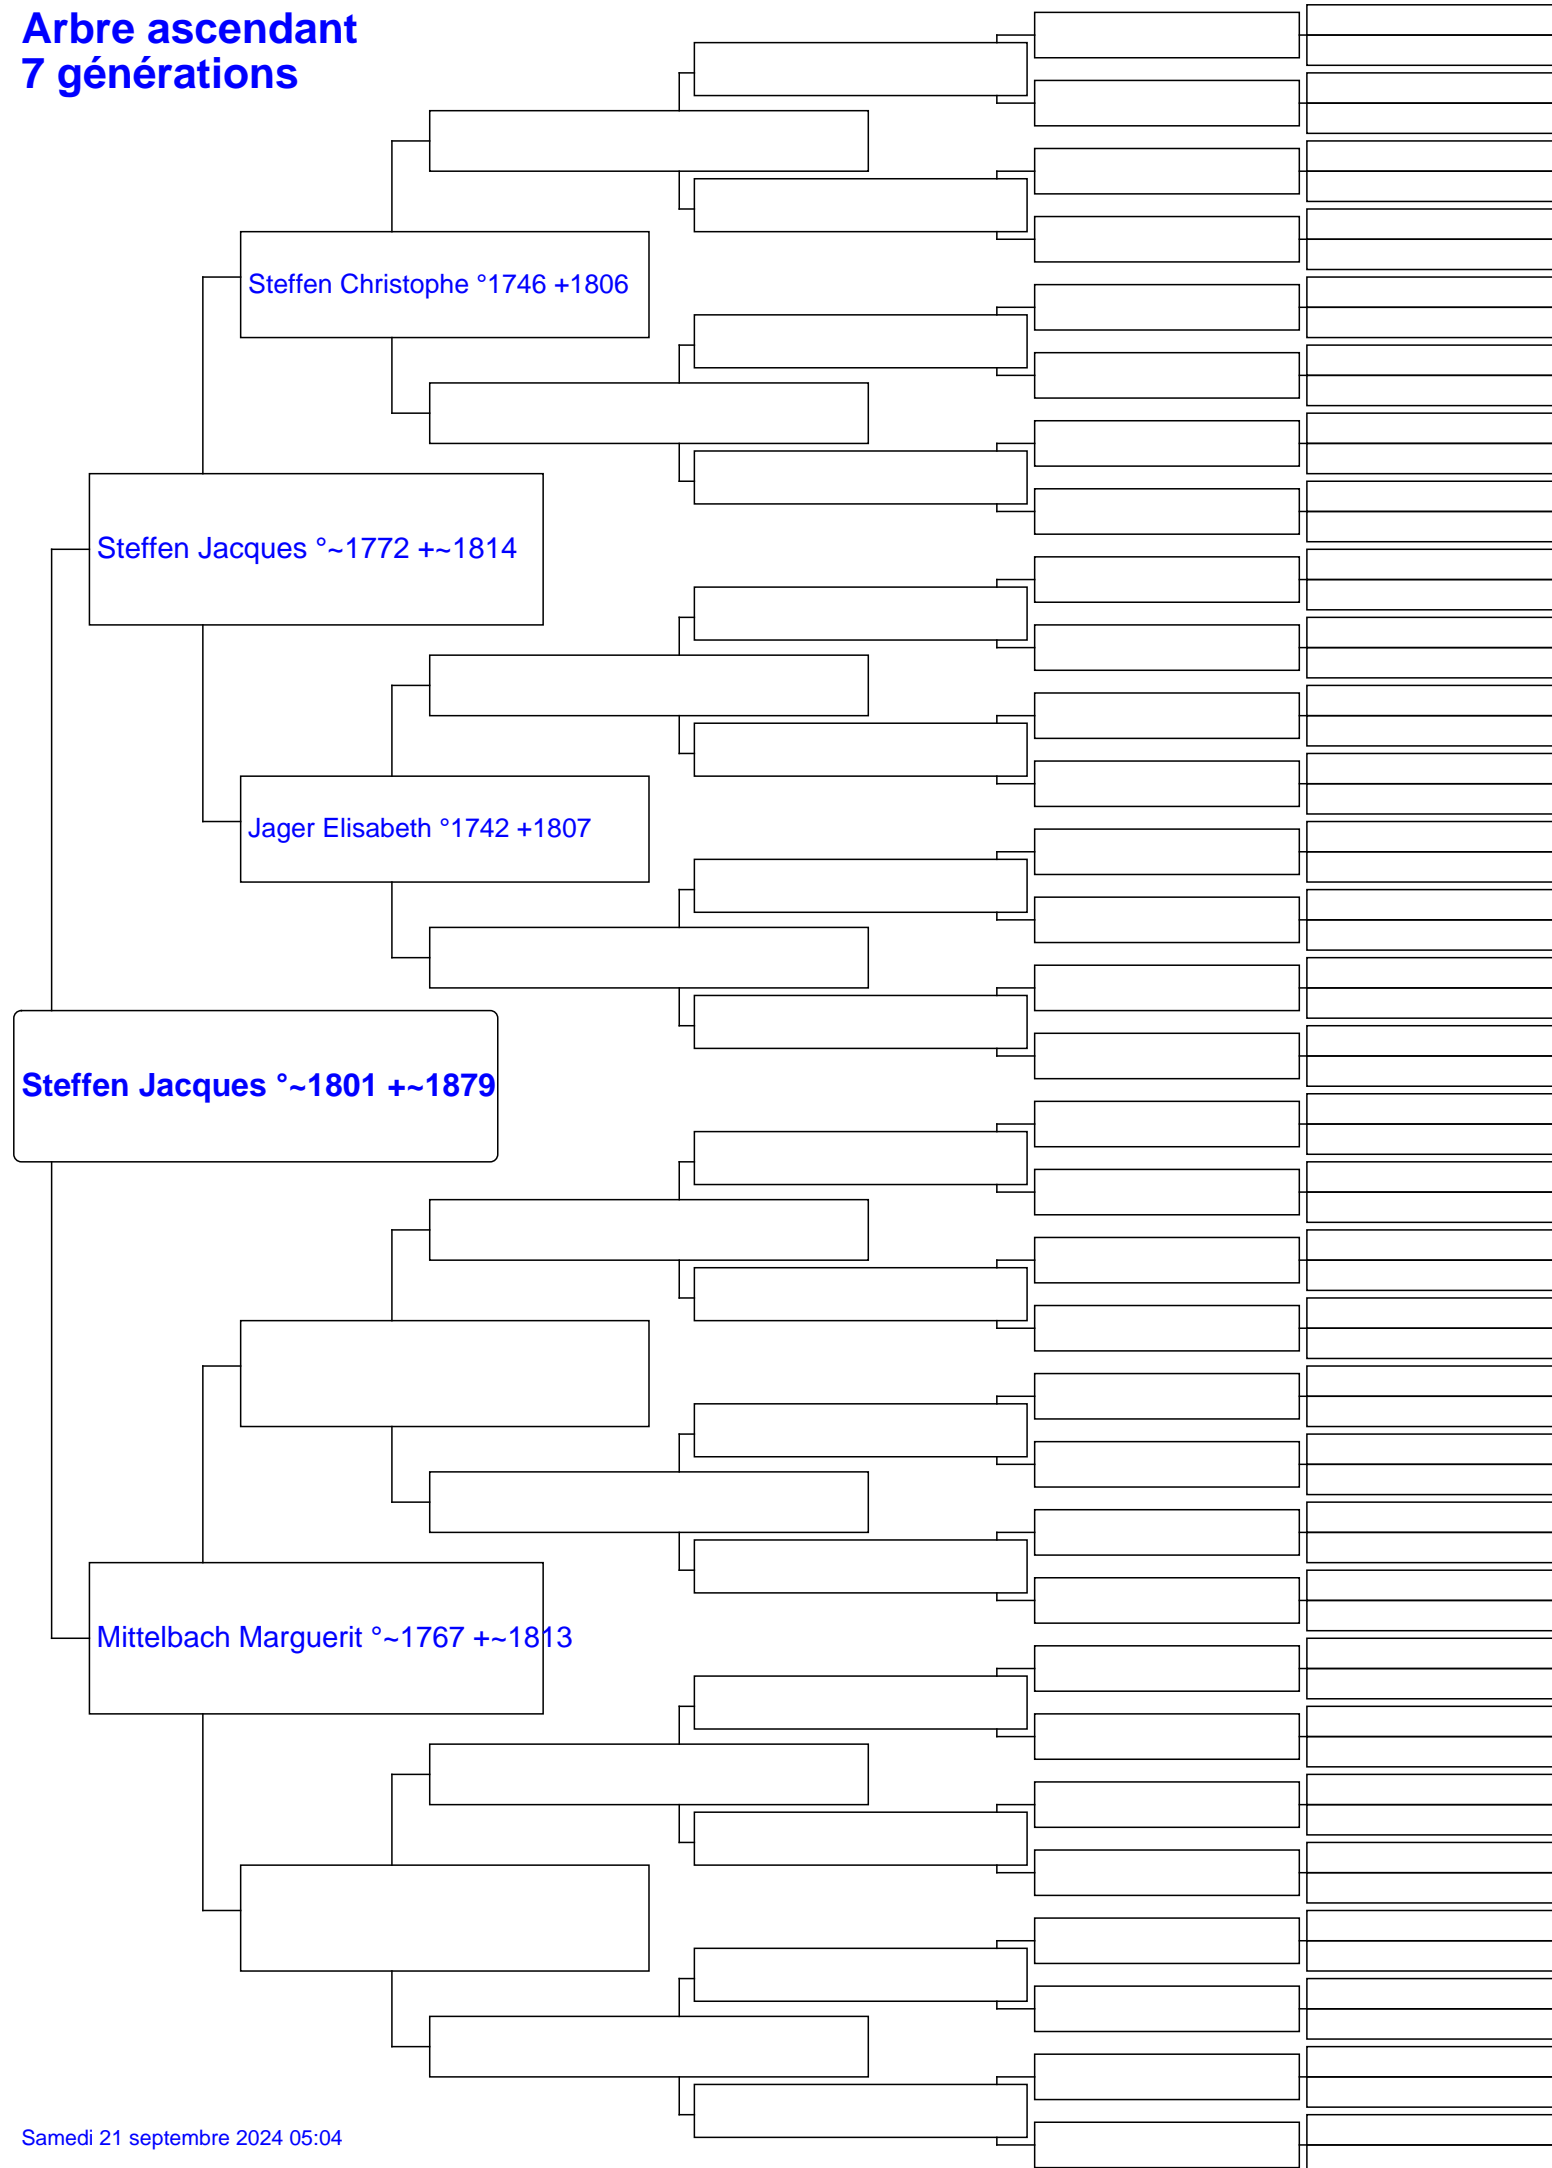 Arbre ascendant
7 générations
Steffen Christophe °1746 +1806
Steffen Jacques °~1772 +~1814
Jager Elisabeth °1742 +1807
Steffen Jacques °~1801 +~1879
Mittelbach Marguerit °~1767 +~1813
Samedi 21 septembre 2024 05:04